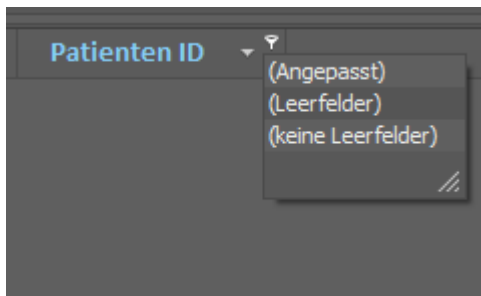 Patienten ID
(Angepasst)
(Leerfelder)
(keine Leerfelder)